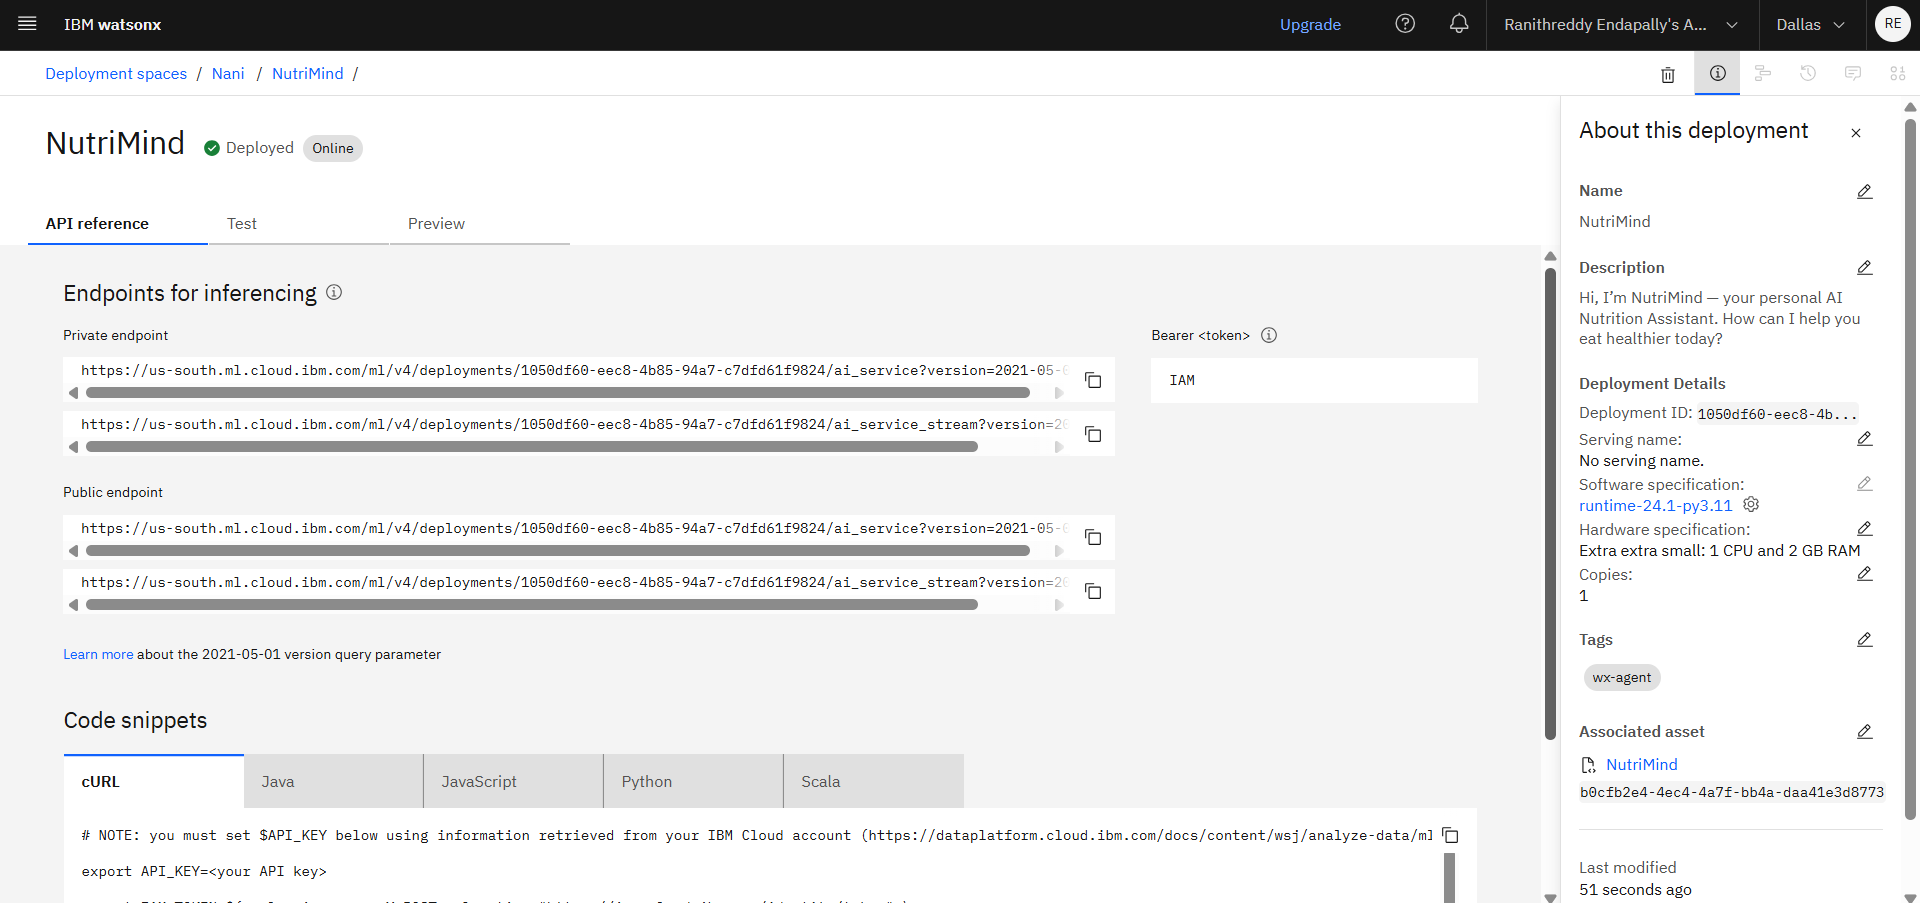 IBM watsonx
Upgrade
Ranithreddy Endapally's A...
Dallas
RE
Deployment spaces / Nani / NutriMind /
NutriMind
Deployed
Online
API reference
Test
Preview
Endpoints for inferencing
Private endpoint
https://us-south.ml.cloud.ibm.com/ml/v4/deployments/1050df60-eec8-4b85-94a7-c7dfd61f9824/ai_service?version=2021-05-0
https://us-south.ml.cloud.ibm.com/ml/v4/deployments/1050df60-eec8-4b85-94a7-c7dfd61f9824/ai_service_stream?version=20
Bearer <token>
IAM
Public endpoint
https://us-south.ml.cloud.ibm.com/ml/v4/deployments/1050df60-eec8-4b85-94a7-c7dfd61f9824/ai_service?version=2021-05-0
https://us-south.ml.cloud.ibm.com/ml/v4/deployments/1050df60-eec8-4b85-94a7-c7dfd61f9824/ai_service_stream?version=20
Learn more about the 2021-05-01 version query parameter
Code snippets
cURL
Java
JavaScript
Python
Scala
# NOTE: you must set $API_KEY below using information retrieved from your IBM Cloud account (https://dataplatform.cloud.ibm.com/docs/content/wsj/analyze-data/ml
export API_KEY=<your API key>
About this deployment
Name
NutriMind
Description
Hi, I’m NutriMind — your personal AI
Nutrition Assistant. How can I help you
eat healthier today?
Deployment Details
Deployment ID: 1050df60-eec8-4b...
Serving name:
No serving name.
Software specification:
runtime-24.1-py3.11
Hardware specification:
Extra extra small: 1 CPU and 2 GB RAM
Copies:
1
Tags
wx-agent
Associated asset
NutriMind
b0cfb2e4-4ec4-4a7f-bb4a-daa41e3d8773
Last modified
51 seconds ago